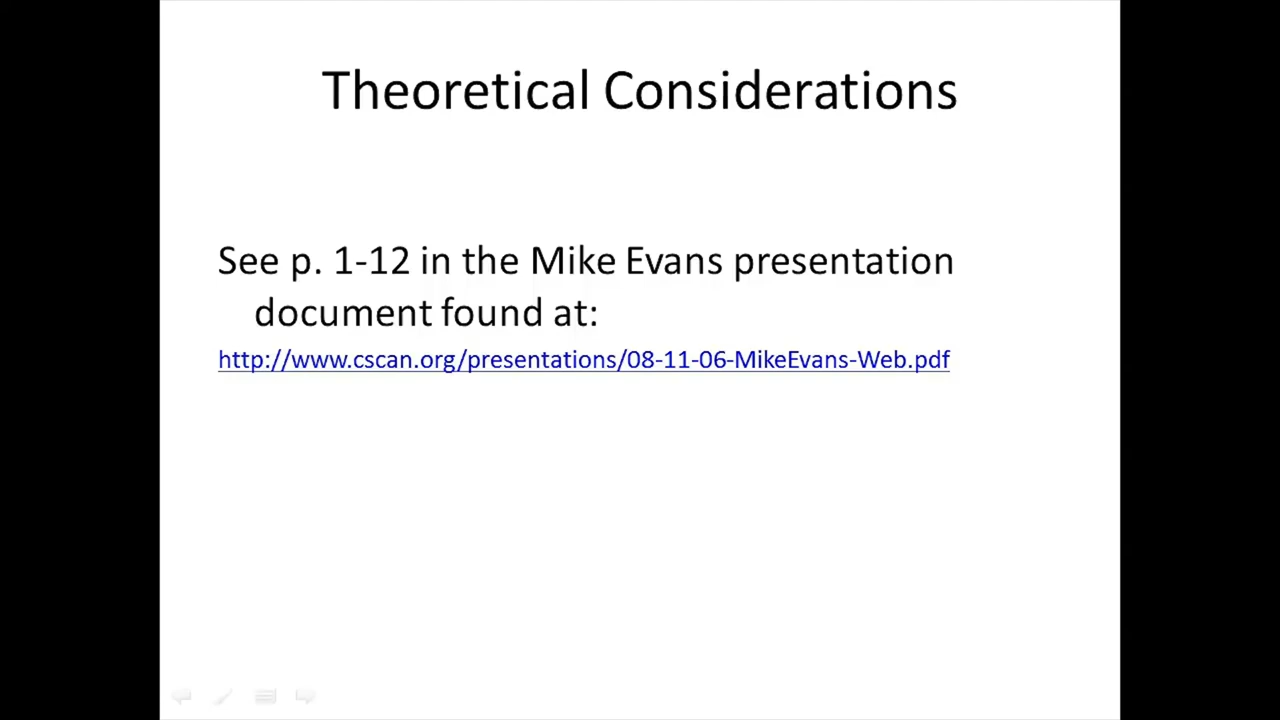 Theoretical Considerations
See p. 1-12 in the Mike Evans presentation
document found at:
http://www.cscan.org/presentations/08-11-06-MikeEvans-Web.pdf